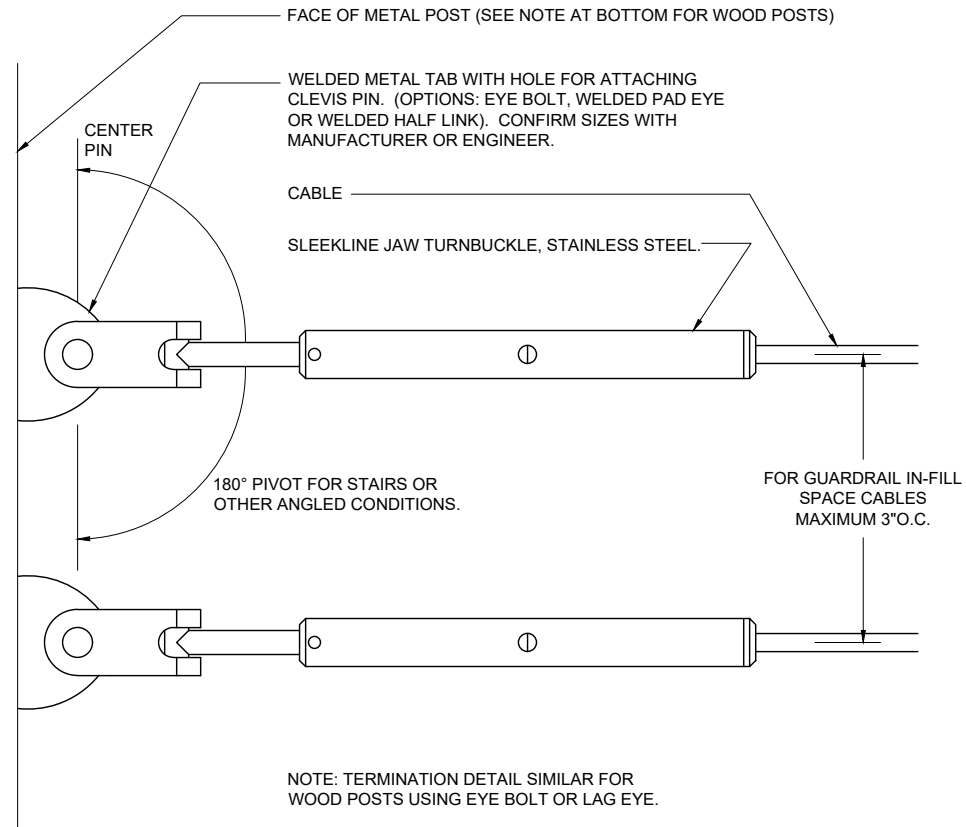 FACE OF METAL POST (SEE NOTE AT BOTTOM FOR WOOD POSTS)
WELDED METAL TAB WITH HOLE FOR ATTACHING
CLEVIS PIN.  (OPTIONS: EYE BOLT, WELDED PAD EYE
OR WELDED HALF LINK).  CONFIRM SIZES WITH
MANUFACTURER OR ENGINEER.
CENTER
PIN
CABLE
SLEEKLINE JAW TURNBUCKLE, STAINLESS STEEL.
180° PIVOT FOR STAIRS OR
OTHER ANGLED CONDITIONS.
FOR GUARDRAIL IN-FILL
SPACE CABLES
MAXIMUM 3"O.C.
NOTE: TERMINATION DETAIL SIMILAR FOR
WOOD POSTS USING EYE BOLT OR LAG EYE.